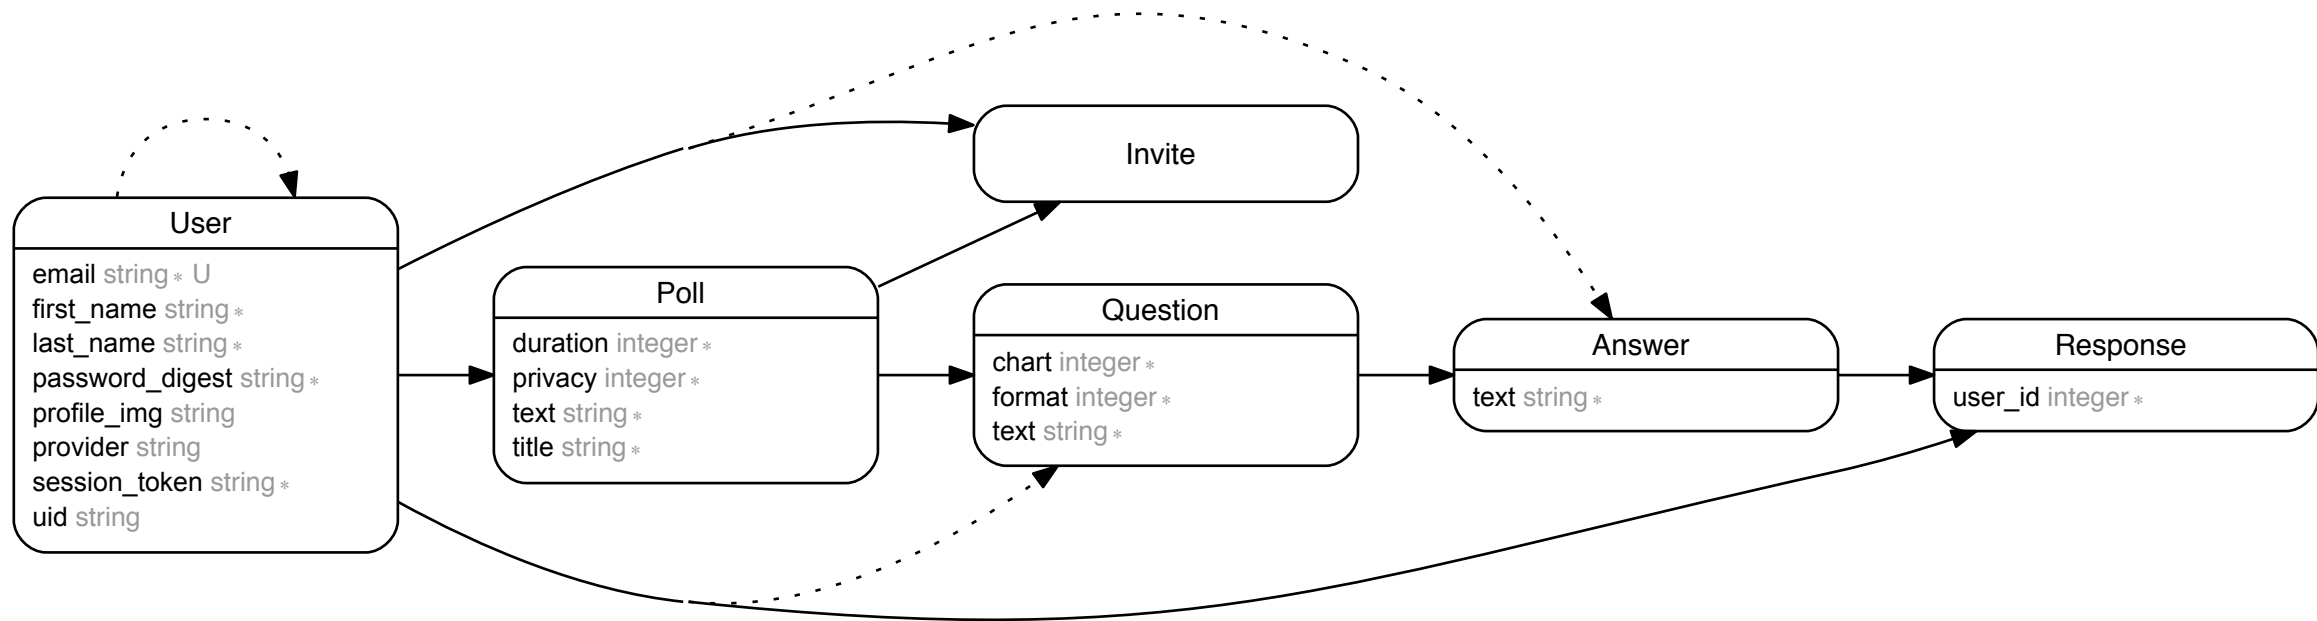 User
email string∗ U
first_name string∗
last_name string∗
password_digest string∗
profile_img string
provider string
session_token string∗
uid string
Poll
duration integer∗
privacy integer∗
text string∗
title string∗
Invite
Question
chart integer∗
format integer∗
text string∗
Answer
text string∗
Response
user_id integer∗